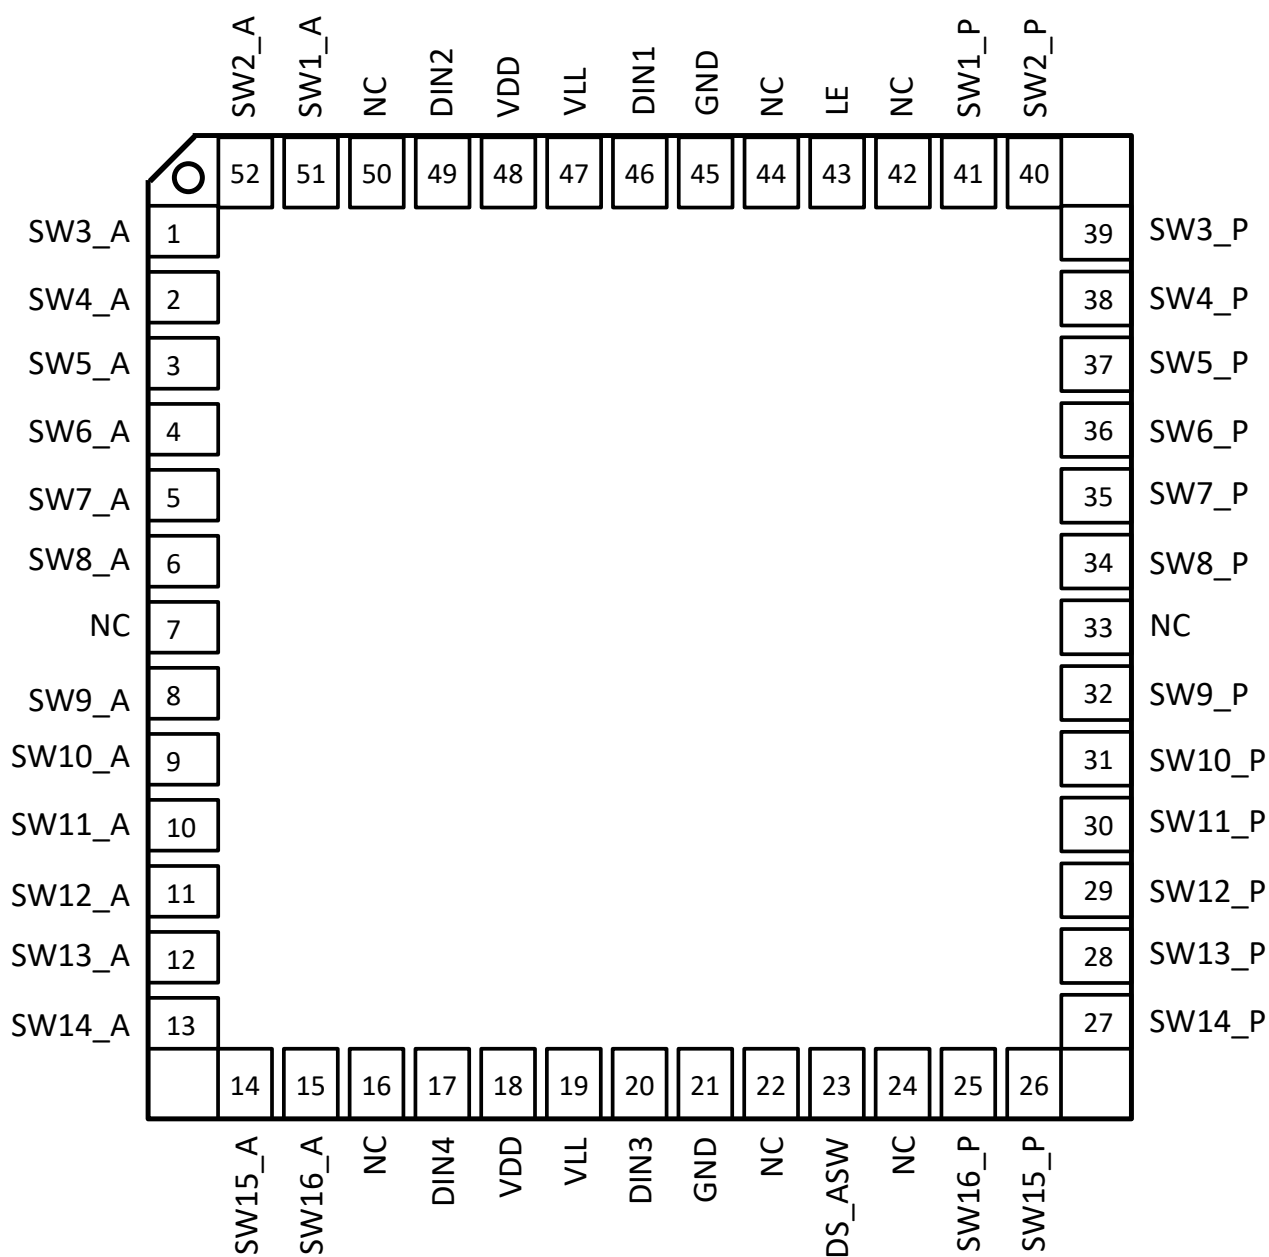 SW2_A SW1_A NC DIN2 VDD VLL DIN1 GND NC LE NC SW1_P SW2_P
52 51 50 49 48 47 46 45 44 43 42 41 40
SW3_A 1 39 SW3_P
SW4_A 2 38 SW4_P
SW5_A 3 37 SW5_P
SW6_A 4 36 SW6_P
SW7_A 5 35 SW7_P
SW8_A 6 34 SW8_P
NC 7 33 NC
SW9_A 8 32 SW9_P
SW10_A 9 31 SW10_P
SW11_A 10 30 SW11_P
SW12_A 11 29 SW12_P
SW13_A 12 28 SW13_P
SW14_A 13 27 SW14_P
14 15 16 17 18 19 20 21 22 23 24 25 26
SW15_A SW16_A NC DIN4 VDD VLL DIN3 GND NC DS_ASW NC SW16_P SW15_P